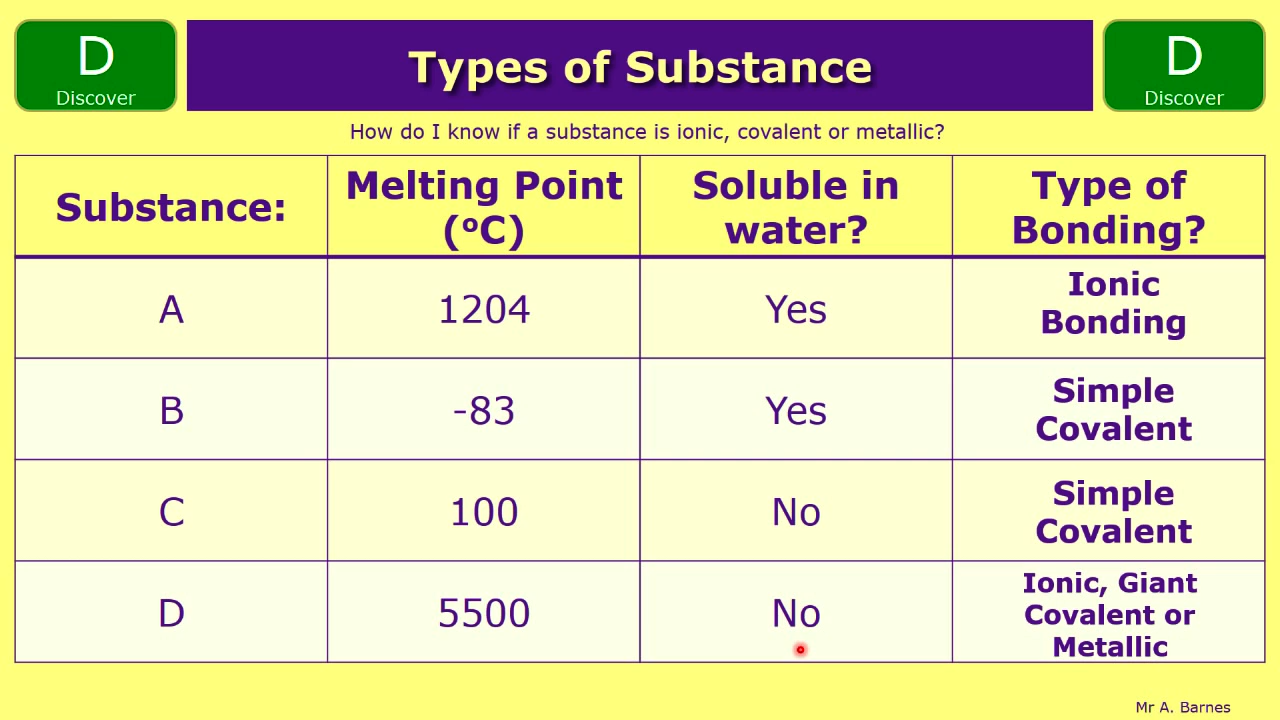 D
Discover
Types of Substance
D
Discover
How do I know if a substance is ionic, covalent or metallic?
Substance:
Melting Point
(ºC)
Soluble in
water?
Type of
Bonding?
A
1204
Yes
Ionic
Bonding
B
-83
Yes
Simple
Covalent
C
100
No
Simple
Covalent
D
5500
No
Ionic, Giant
Covalent or
Metallic
Mr A. Barnes